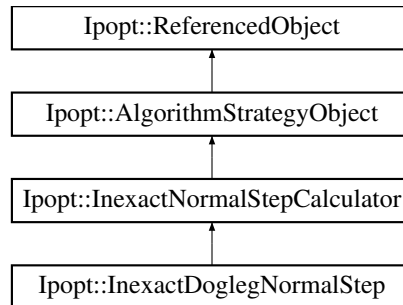 Ipopt::ReferencedObject
Ipopt::AlgorithmStrategyObject
Ipopt::InexactNormalStepCalculator
Ipopt::InexactDoglegNormalStep